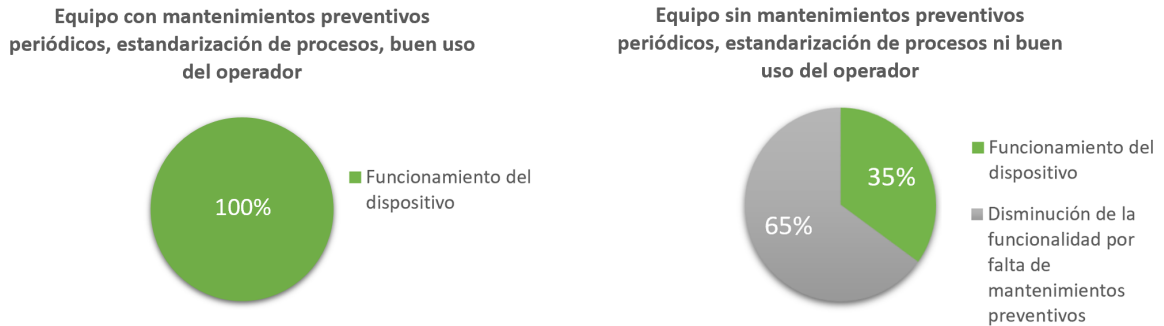 Equipo con mantenimientos preventivos
periódicos, estandarización de procesos, buen uso
del operador
100%
Funcionamiento del
dispositivo
Equipo sin mantenimientos preventivos
periódicos, estandarización de procesos ni buen
uso del operador
35%
65%
Funcionamiento del
dispositivo
Disminución de la
funcionalidad por
falta de
mantenimientos
preventivos